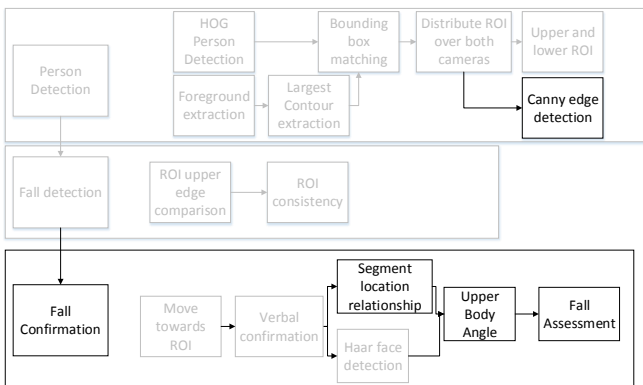 HOG
Person
Detection
Bounding
box
matching
Distribute ROI
over both
cameras
Upper and
lower ROI
Person
Detection
Foreground
extraction
Largest
Contour
extraction
Canny edge
detection
Fall detection
ROI upper
edge
comparison
ROI
consistency
Fall
Confirmation
Move
towards
ROI
Verbal
confirmation
Segment
location
relationship
Haar face
detection
Upper
Body
Angle
Fall
Assessment